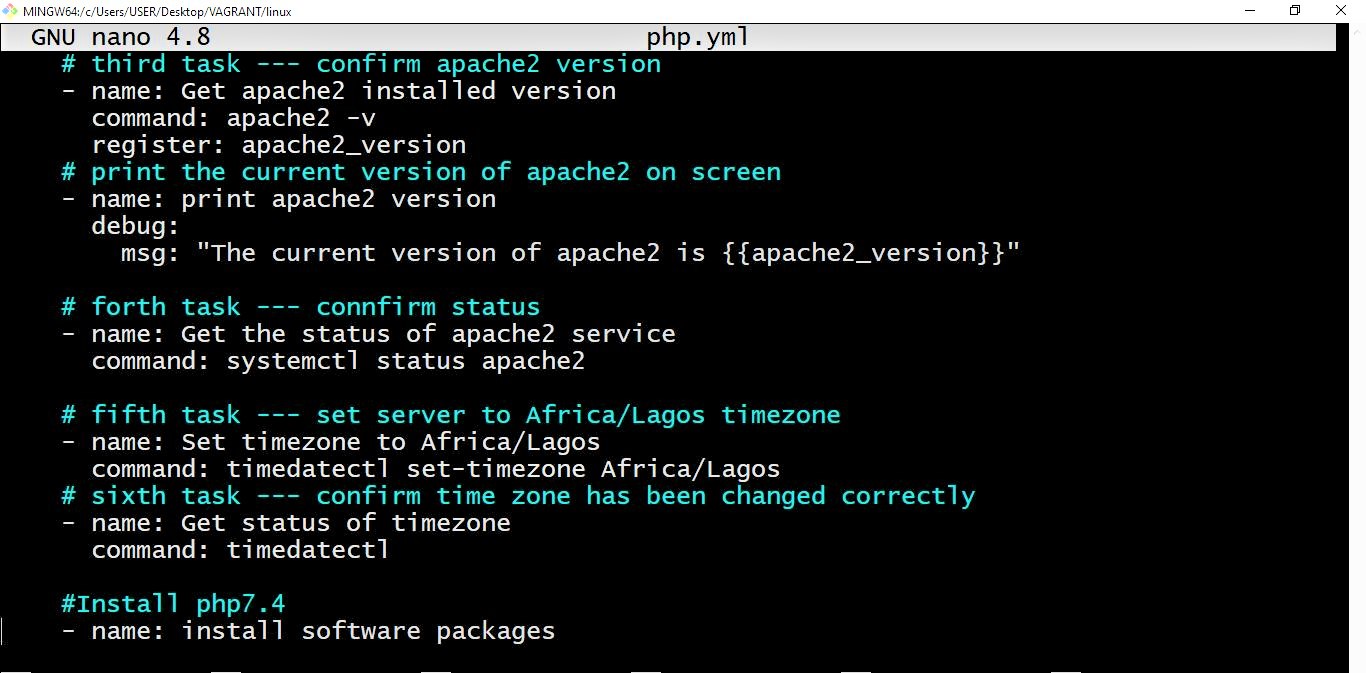 MINGW64:/c/Users/USER/Desktop/VAGRANT/linux
GNU nano 4.8 php.yml
# third task --- confirm apache2 version
- name: Get apache2 installed version
command: apache2 -v
register: apache2_version
# print the current version of apache2 on screen
- name: print apache2 version
debug:
msg: "The current version of apache2 is {{apache2_version}}"
# forth task --- connfirm status
- name: Get the status of apache2 service
command: systemctl status apache2
# fifth task --- set server to Africa/Lagos timezone
- name: Set timezone to Africa/Lagos
command: timedatectl set-timezone Africa/Lagos
# sixth task --- confirm time zone has been changed correctly
- name: Get status of timezone
command: timedatectl
#Install php7.4
- name: install software packages